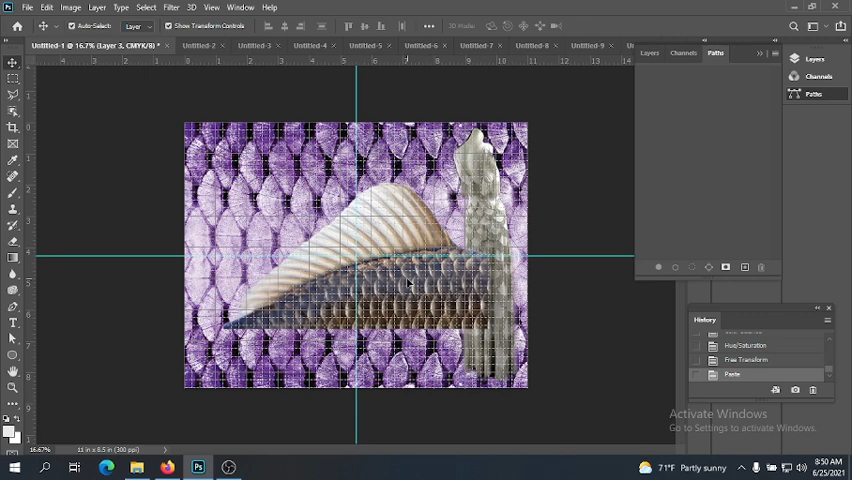 File Edit Image Layer Type Select Filter 3D View Window Help
Auto-Select: Layer Show Transform Controls 3D Mode:
Untitled-1 @ 16.7% (Layer 3, CMYK/8) * × Untitled-2 × Untitled-3 × Untitled-4 × Untitled-5 × Untitled-6 × Untitled-7 × Untitled-8 × Untitled-9 ×
Layers Channels Paths
Layers
Channels
Paths
History
Hue/Saturation
Free Transform
Paste
Activate Windows
Go to Settings to activate Windows.
16.67% 11 in x 8.5 in (300 ppi)
71°F Partly sunny
8:50 AM
6/25/2021